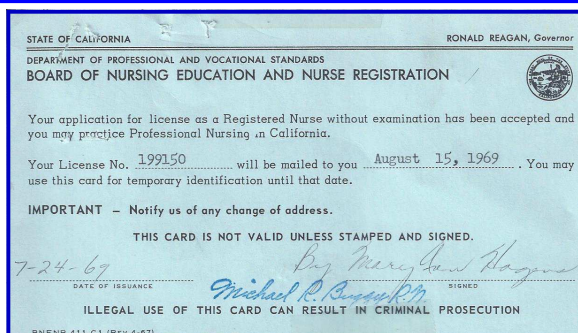 STATE OF CALIFORNIA RONALD REAGAN, Governor
DEPARTMENT OF PROFESSIONAL AND VOCATIONAL STANDARDS
BOARD OF NURSING EDUCATION AND NURSE REGISTRATION
Your application for license as a Registered Nurse without examination has been accepted and
you may practice Professional Nursing in California.
Your License No. 199150 will be mailed to you August 15, 1969 . You may
use this card for temporary identification until that date.
IMPORTANT – Notify us of any change of address.
THIS CARD IS NOT VALID UNLESS STAMPED AND SIGNED.
7-24-69 By Mary Ann
DATE OF ISSUANCE Michael R. R.N. SIGNED
ILLEGAL USE OF THIS CARD CAN RESULT IN CRIMINAL PROSECUTION